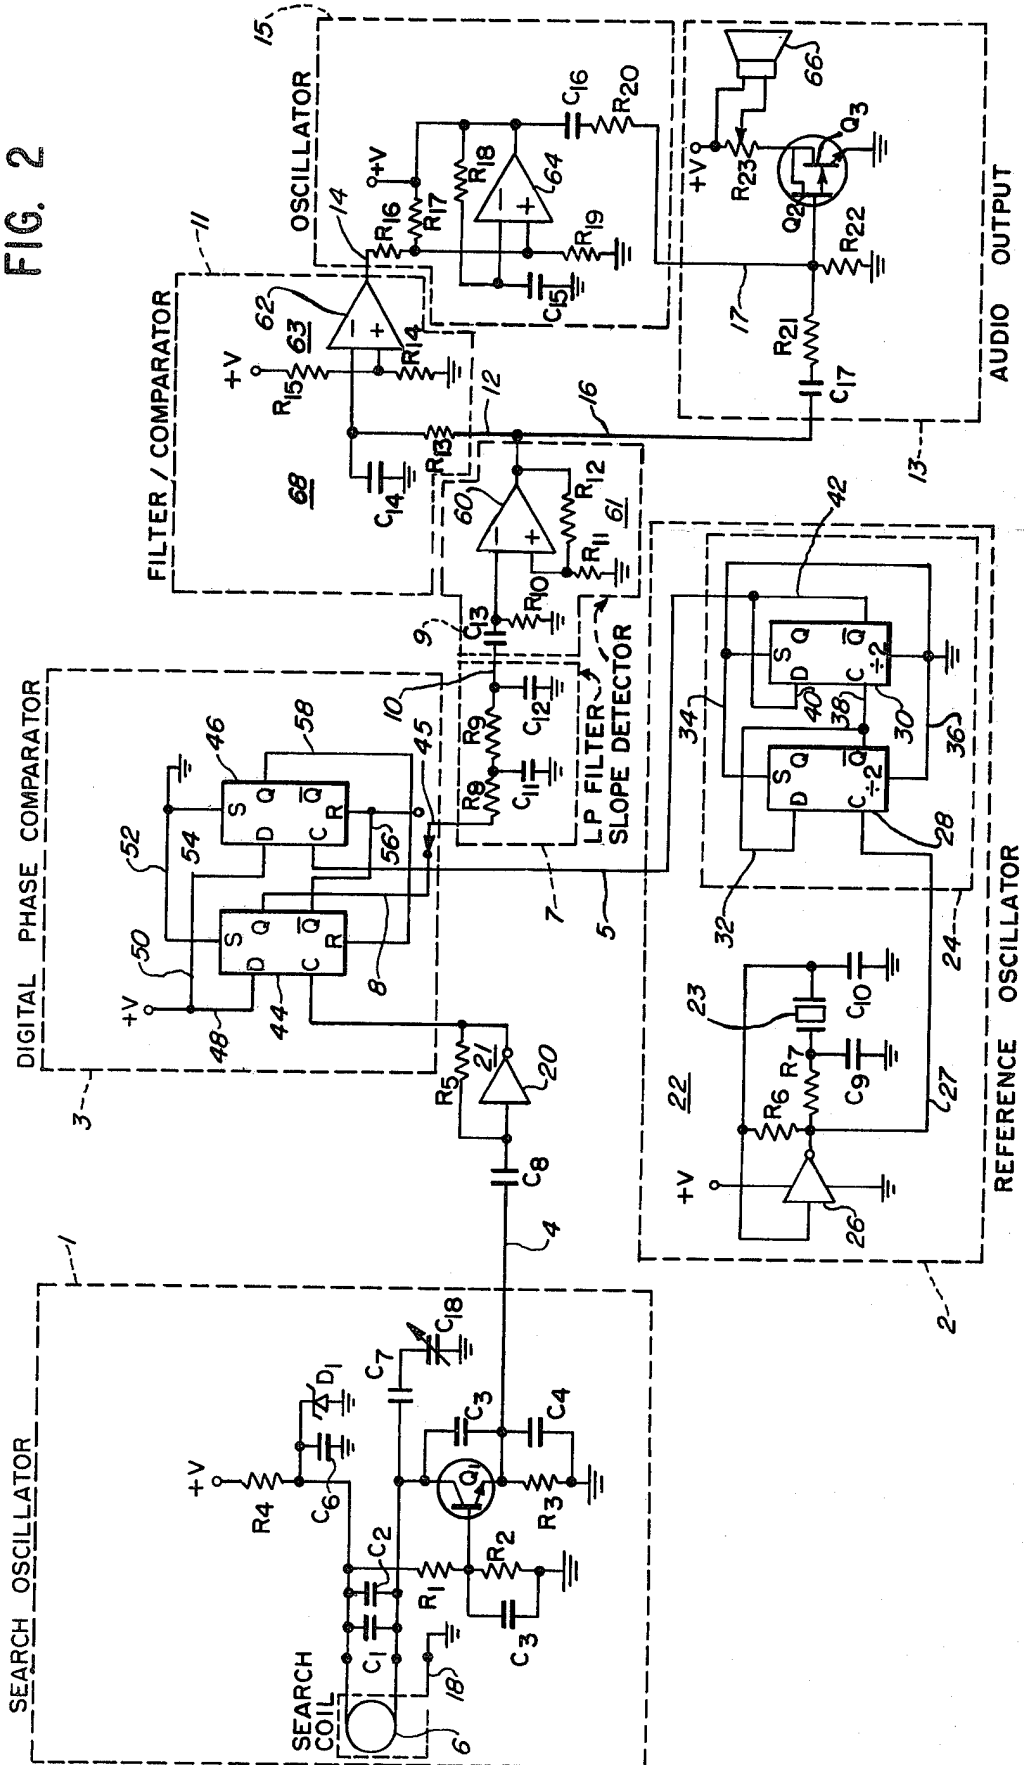 FIG. 2
SEARCH OSCILLATOR
1
+V
R4
C6
D1
C1
C2
C7
C18
R1
Q1
C3
C4
R2
R3
C3
SEARCH
COIL
18
6
4
C8
R5
21
20
DIGITAL PHASE COMPARATOR
3
+V
50
52
54
48
44
46
S
D
Q
C
Q
R
S
D
Q
C
Q
R
56
58
8
45
5
REFERENCE OSCILLATOR
2
22
+V
26
R6
R7
23
C9
C10
27
24
32
34
S
D
Q
C
Q
÷2
28
S
D
Q
C
Q
÷2
30
38
40
36
42
LP FILTER
SLOPE DETECTOR
7
R8
R9
C11
C12
10
9
C13
R10
60
R11
R12
61
FILTER / COMPARATOR
11
68
C14
R13
12
16
+V
R15
63
R14
62
14
OSCILLATOR
15
+V
R16
R17
R18
64
R19
C15
C16
R20
17
AUDIO OUTPUT
13
C17
R21
R22
Q2
Q3
R23
+V
66